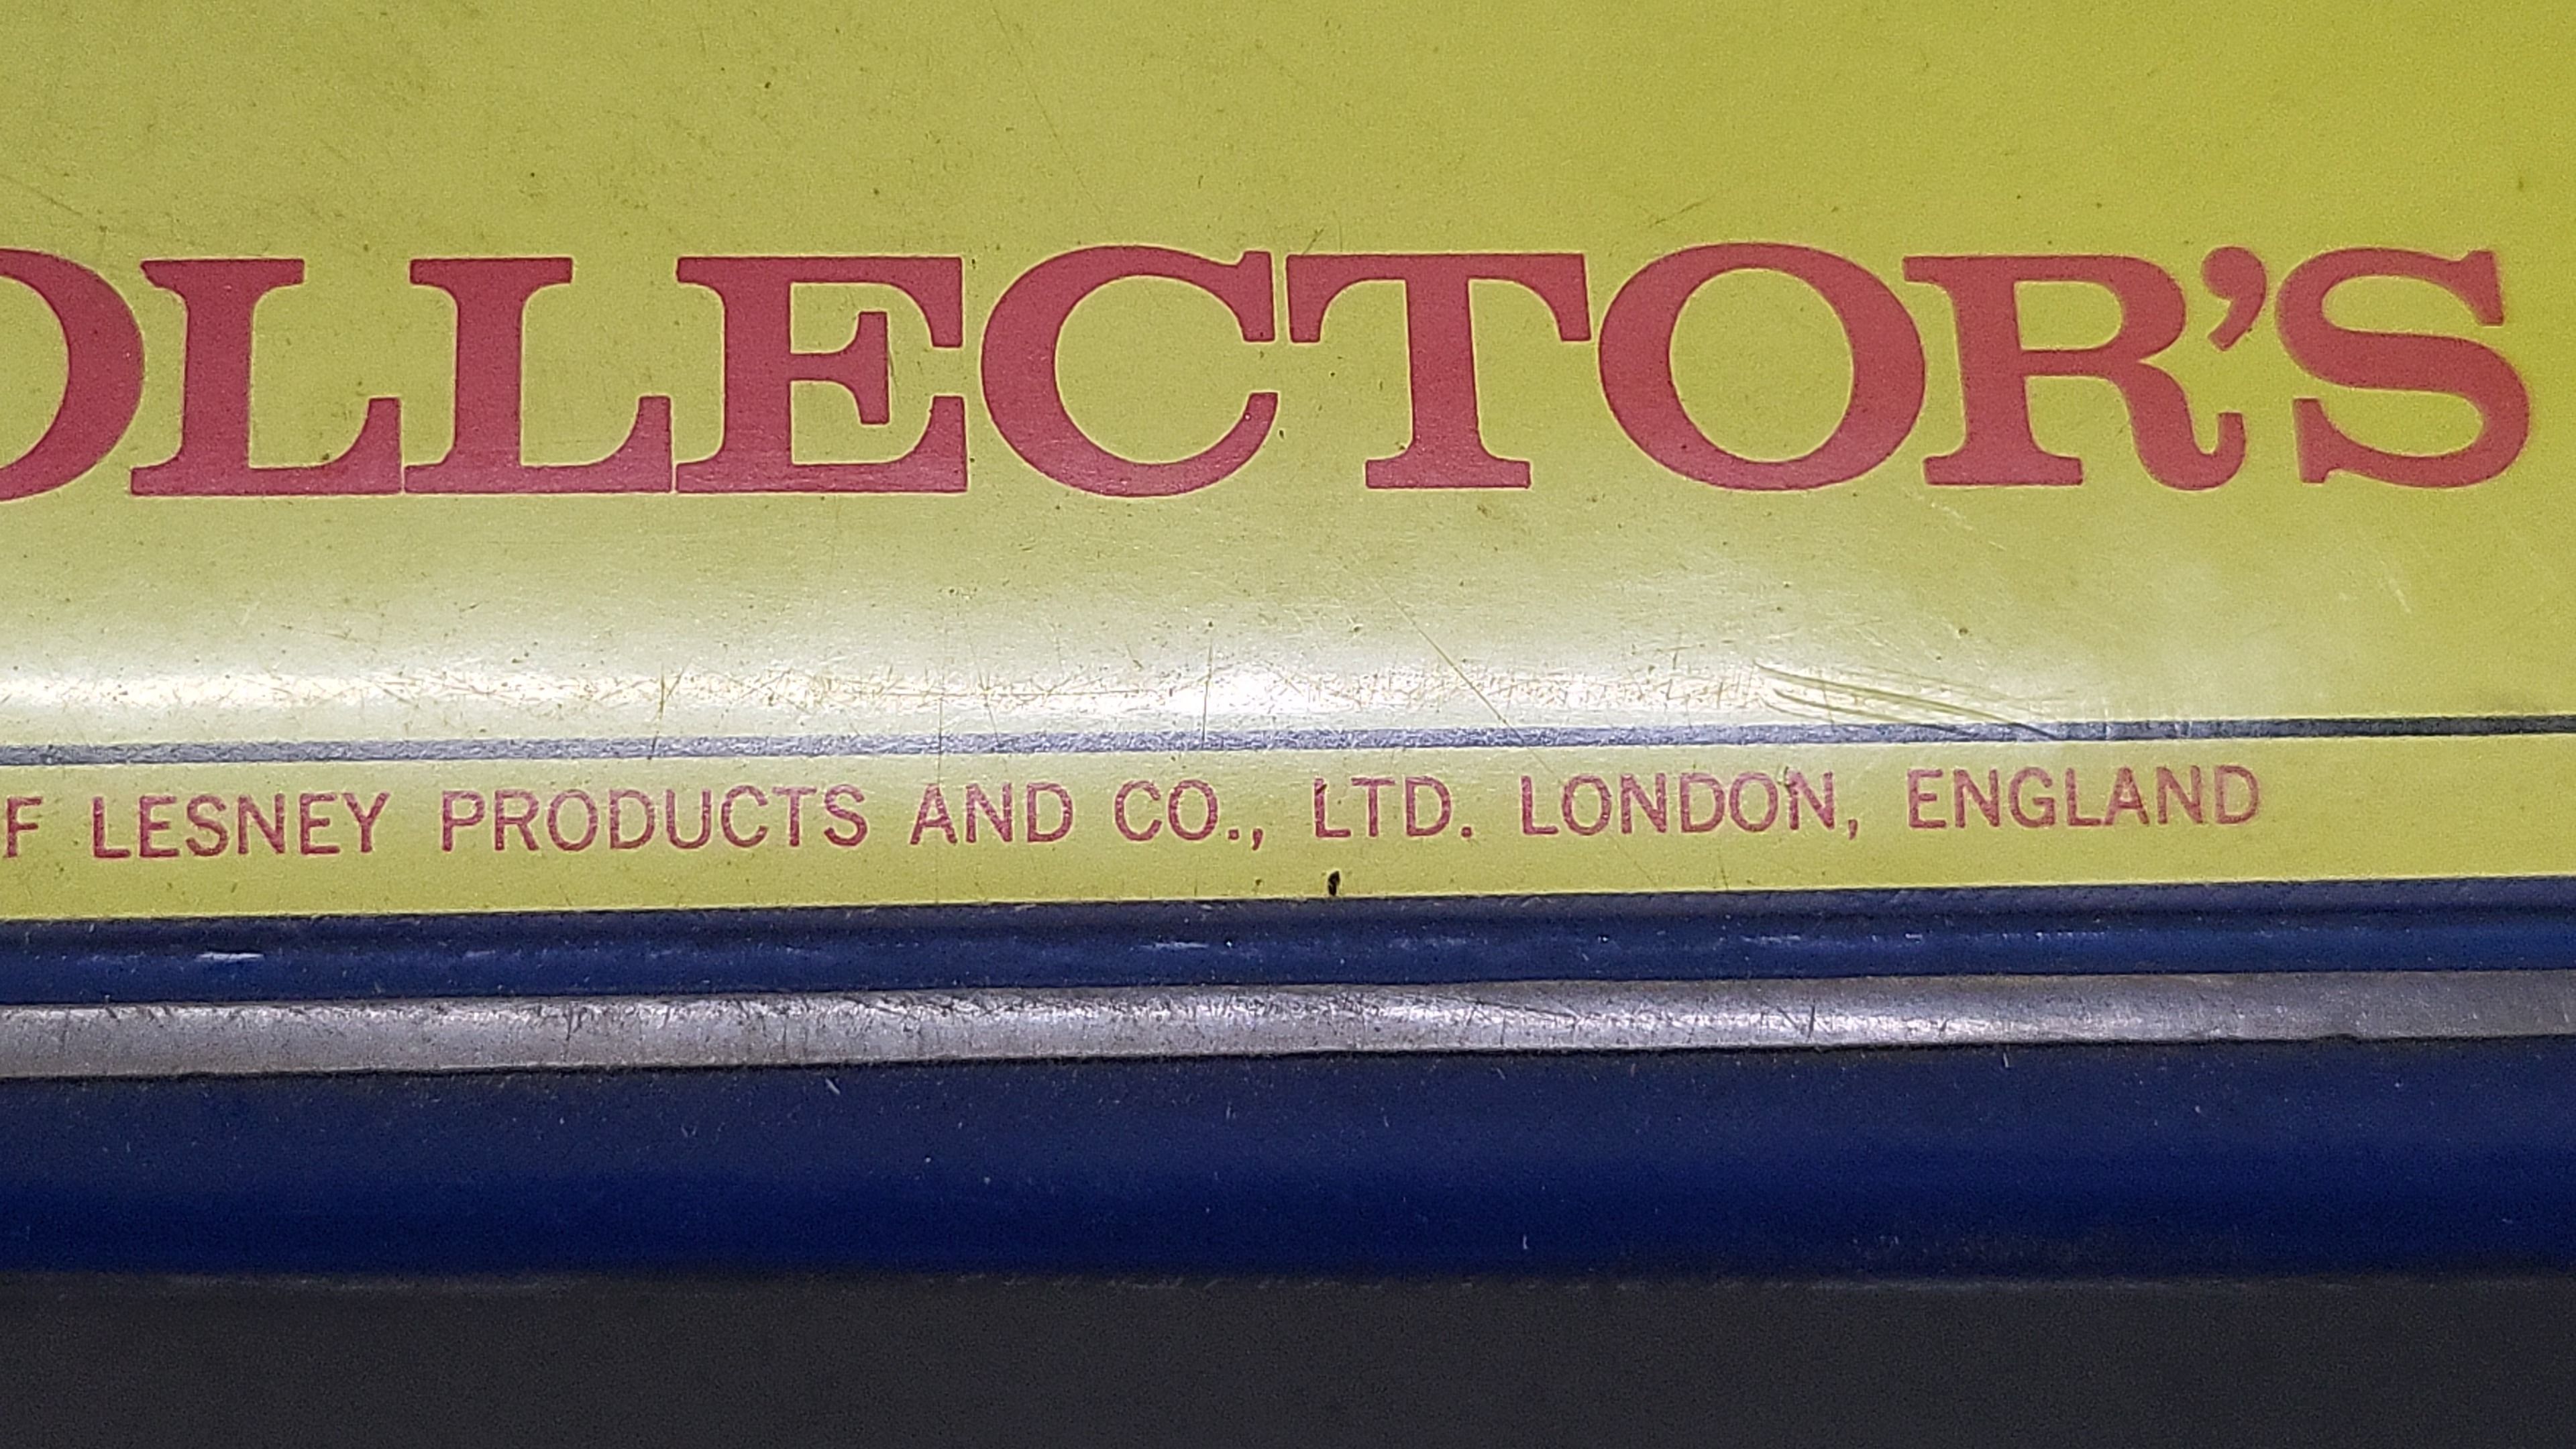 OLLECTOR'S
F LESNEY PRODUCTS AND CO., LTD. LONDON, ENGLAND